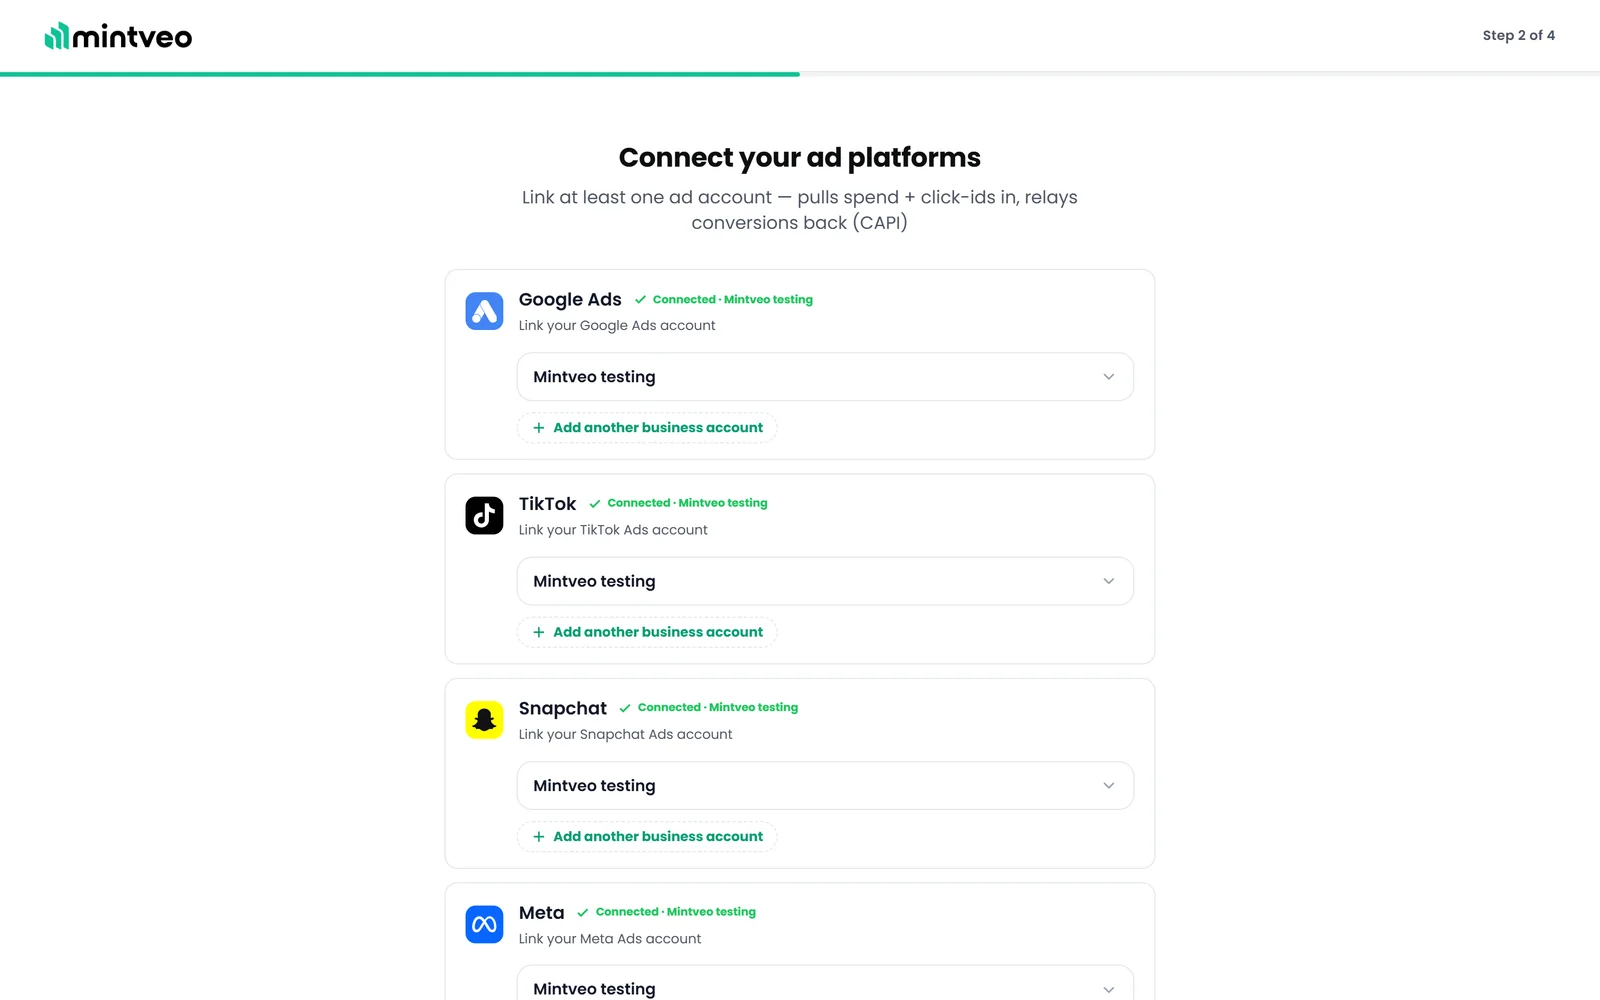 mintveo
Step 2 of 4
Connect your ad platforms
Link at least one ad account — pulls spend + click-ids in, relays
conversions back (CAPI)
Google Ads
Connected · Mintveo testing
Link your Google Ads account
Mintveo testing
+ Add another business account
TikTok
Connected · Mintveo testing
Link your TikTok Ads account
Mintveo testing
+ Add another business account
Snapchat
Connected · Mintveo testing
Link your Snapchat Ads account
Mintveo testing
+ Add another business account
Meta
Connected · Mintveo testing
Link your Meta Ads account
Mintveo testing